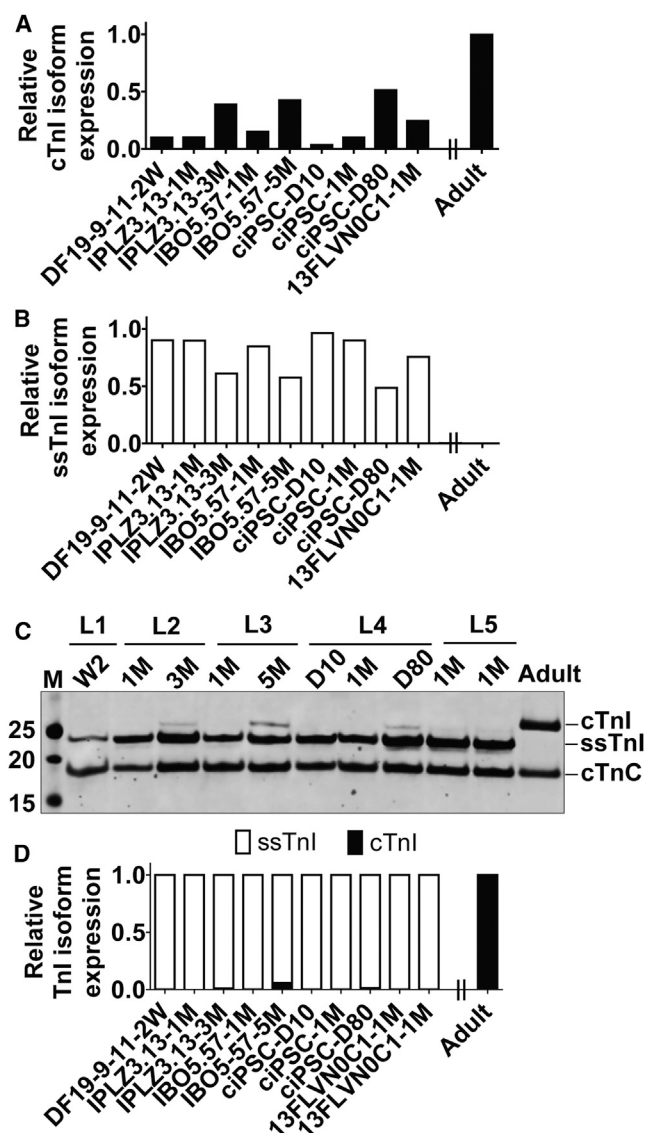 A
Relative
cTnI isoform
expression
1.0
0.5
0.0
DF19-9-11-2W
IPLZ3.13-1M
IPLZ3.13-3M
IBO5.57-1M
IBO5.57-5M
ciPSC-D10
ciPSC-1M
ciPSC-D80
13FLVN0C1-1M
Adult
B
Relative
ssTnI isoform
expression
1.0
0.5
0.0
DF19-9-11-2W
IPLZ3.13-1M
IPLZ3.13-3M
IBO5.57-1M
IBO5.57-5M
ciPSC-D10
ciPSC-1M
ciPSC-D80
13FLVN0C1-1M
Adult
C
L1 L2 L3 L4 L5
M W2 1M 3M 1M 5M D10 1M D80 1M 1M Adult
25
20
15
cTnI
ssTnI
cTnC
D
ssTnI cTnI
Relative
TnI isoform
expression
1.0
0.5
0.0
DF19-9-11-2W
IPLZ3.13-1M
IPLZ3.13-3M
IBO5.57-1M
IBO5-57-5M
ciPSC-D10
ciPSC-1M
ciPSC-D80
13FLVN0C1-1M
13FLVN0C1-1M
Adult